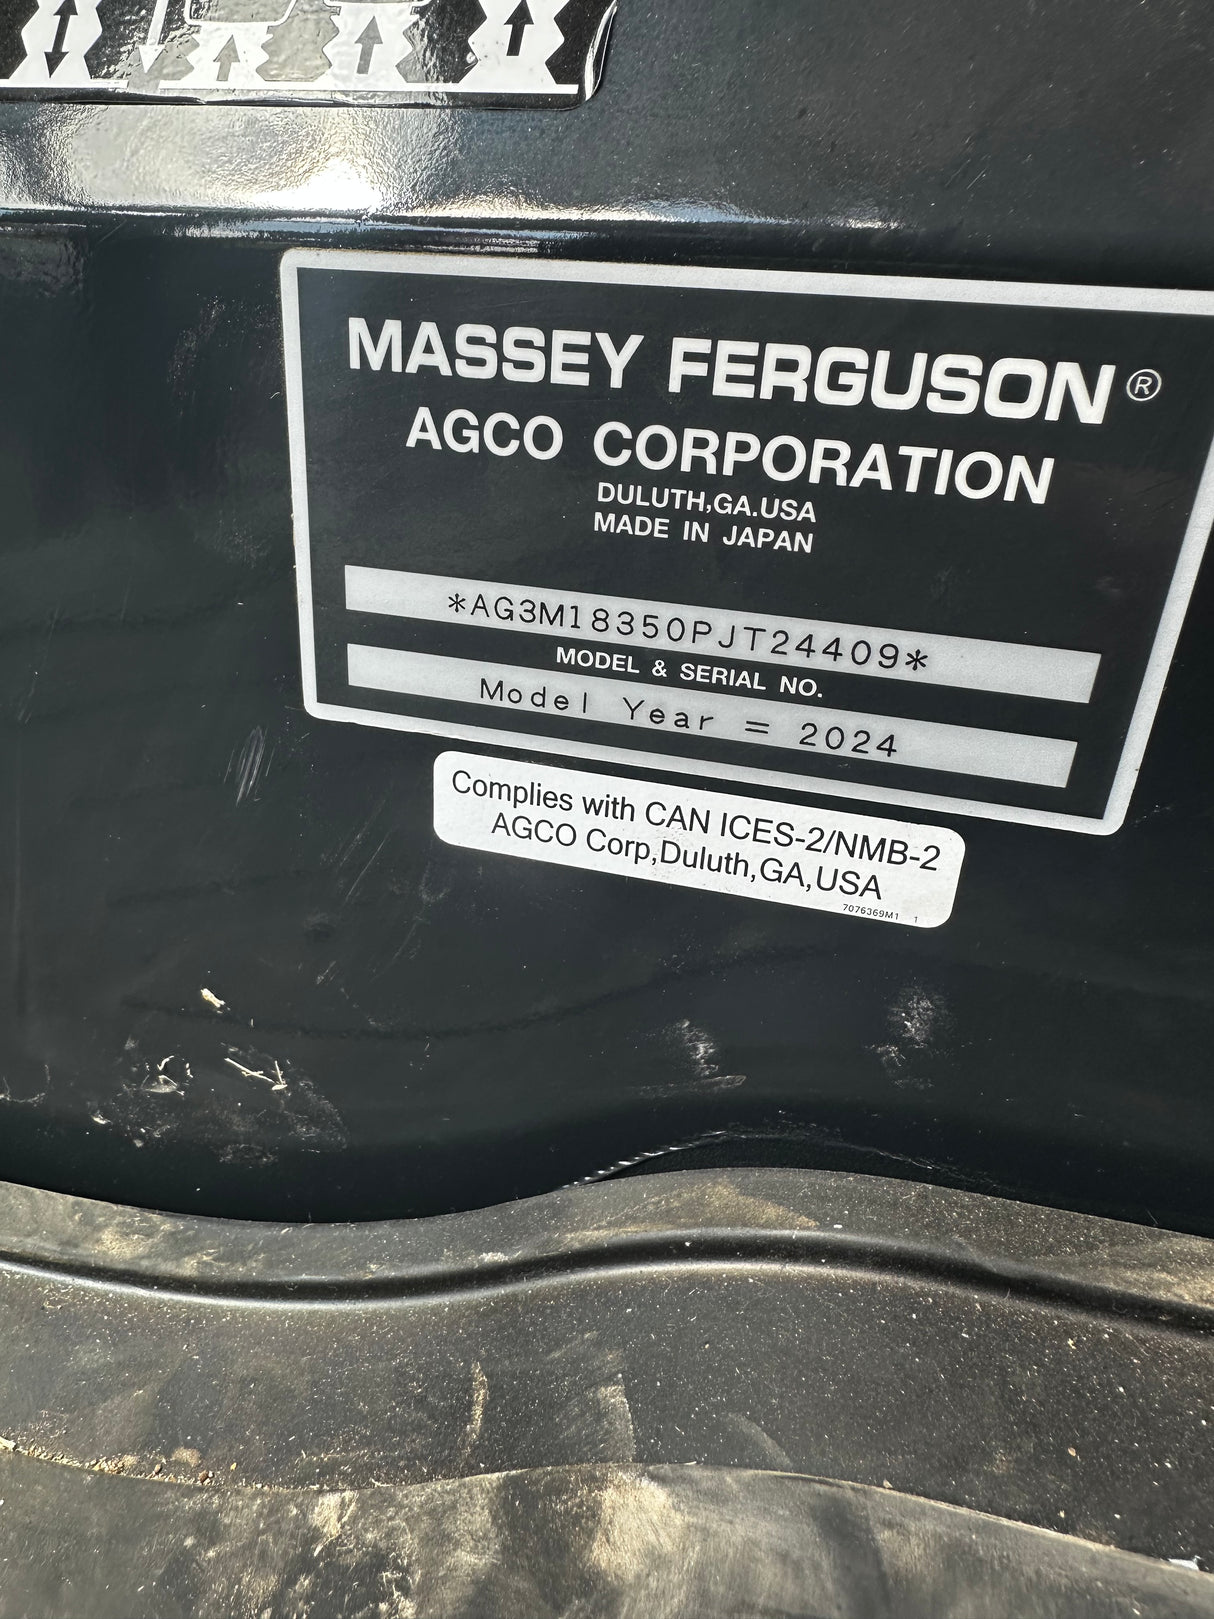 MASSEY FERGUSON®
AGCO CORPORATION
DULUTH,GA.USA
MADE IN JAPAN
*AG3M18350PJT24409*
MODEL & SERIAL NO.
Model Year = 2024
Complies with CAN ICES-2/NMB-2
AGCO Corp,Duluth,GA,USA
7076369M1 1